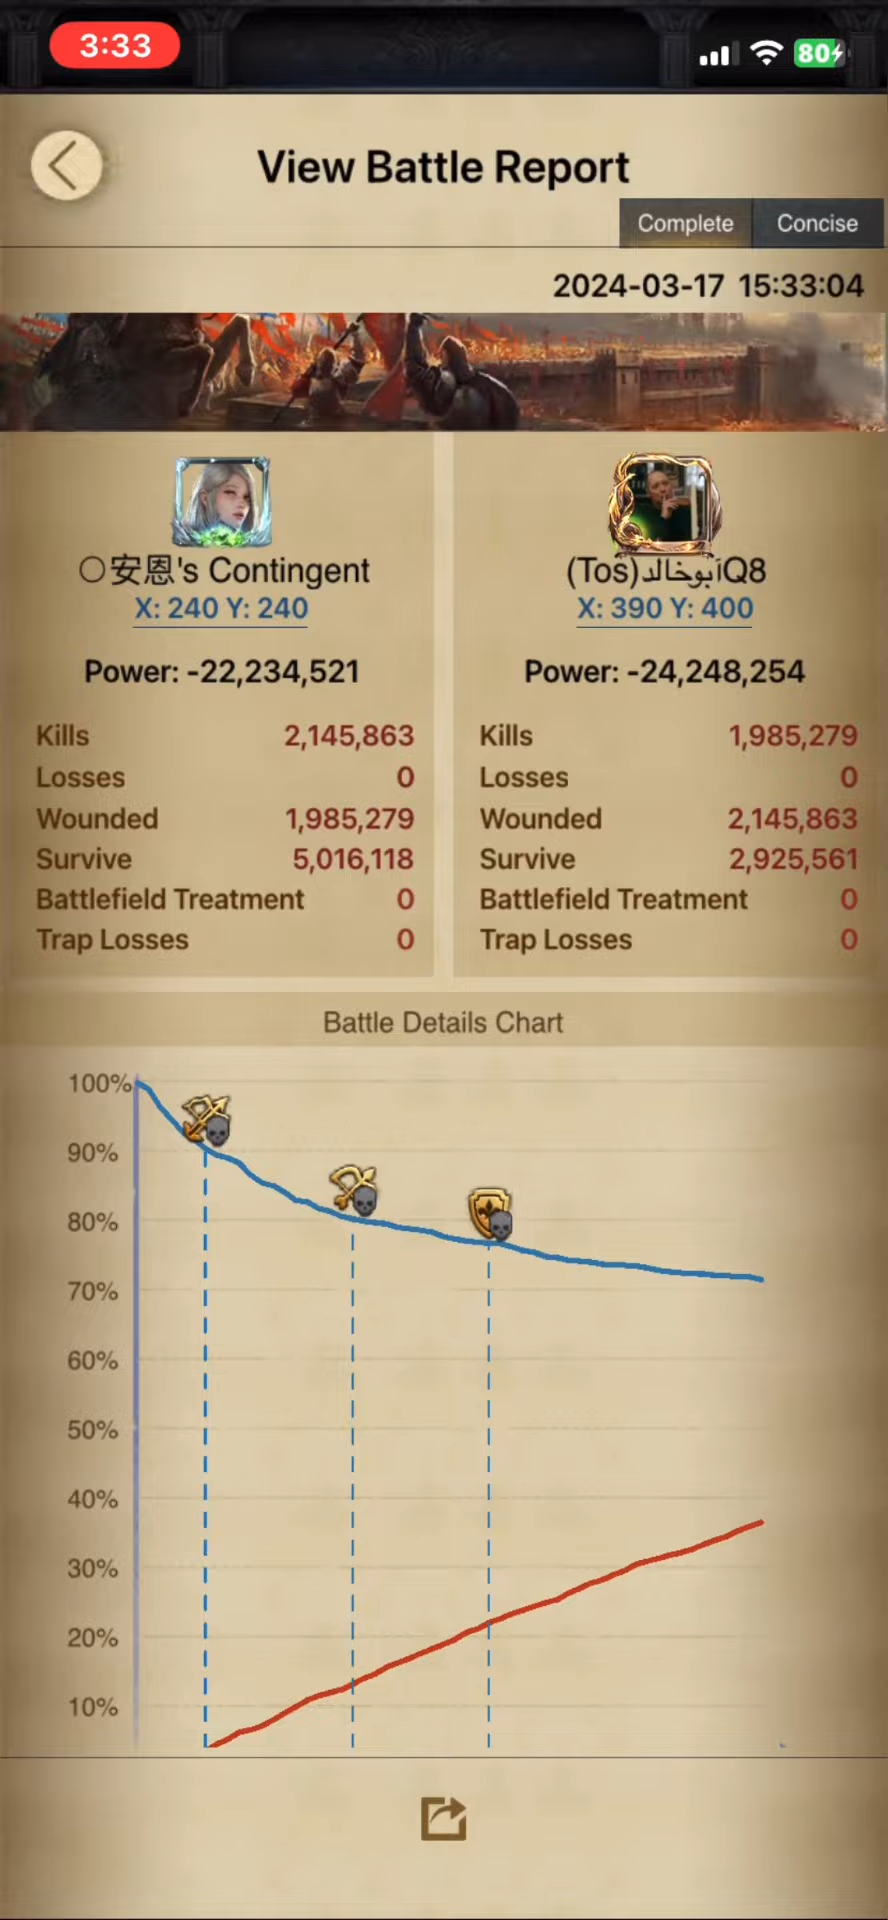 3:33
80
View Battle Report
Complete
Concise
2024-03-17 15:33:04
○安恩's Contingent
X: 240 Y: 240
Power: -22,234,521
Kills 2,145,863
Losses 0
Wounded 1,985,279
Survive 5,016,118
Battlefield Treatment 0
Trap Losses 0
(Tos)آبوخالدQ8
X: 390 Y: 400
Power: -24,248,254
Kills 1,985,279
Losses 0
Wounded 2,145,863
Survive 2,925,561
Battlefield Treatment 0
Trap Losses 0
Battle Details Chart
100%
90%
80%
70%
60%
50%
40%
30%
20%
10%